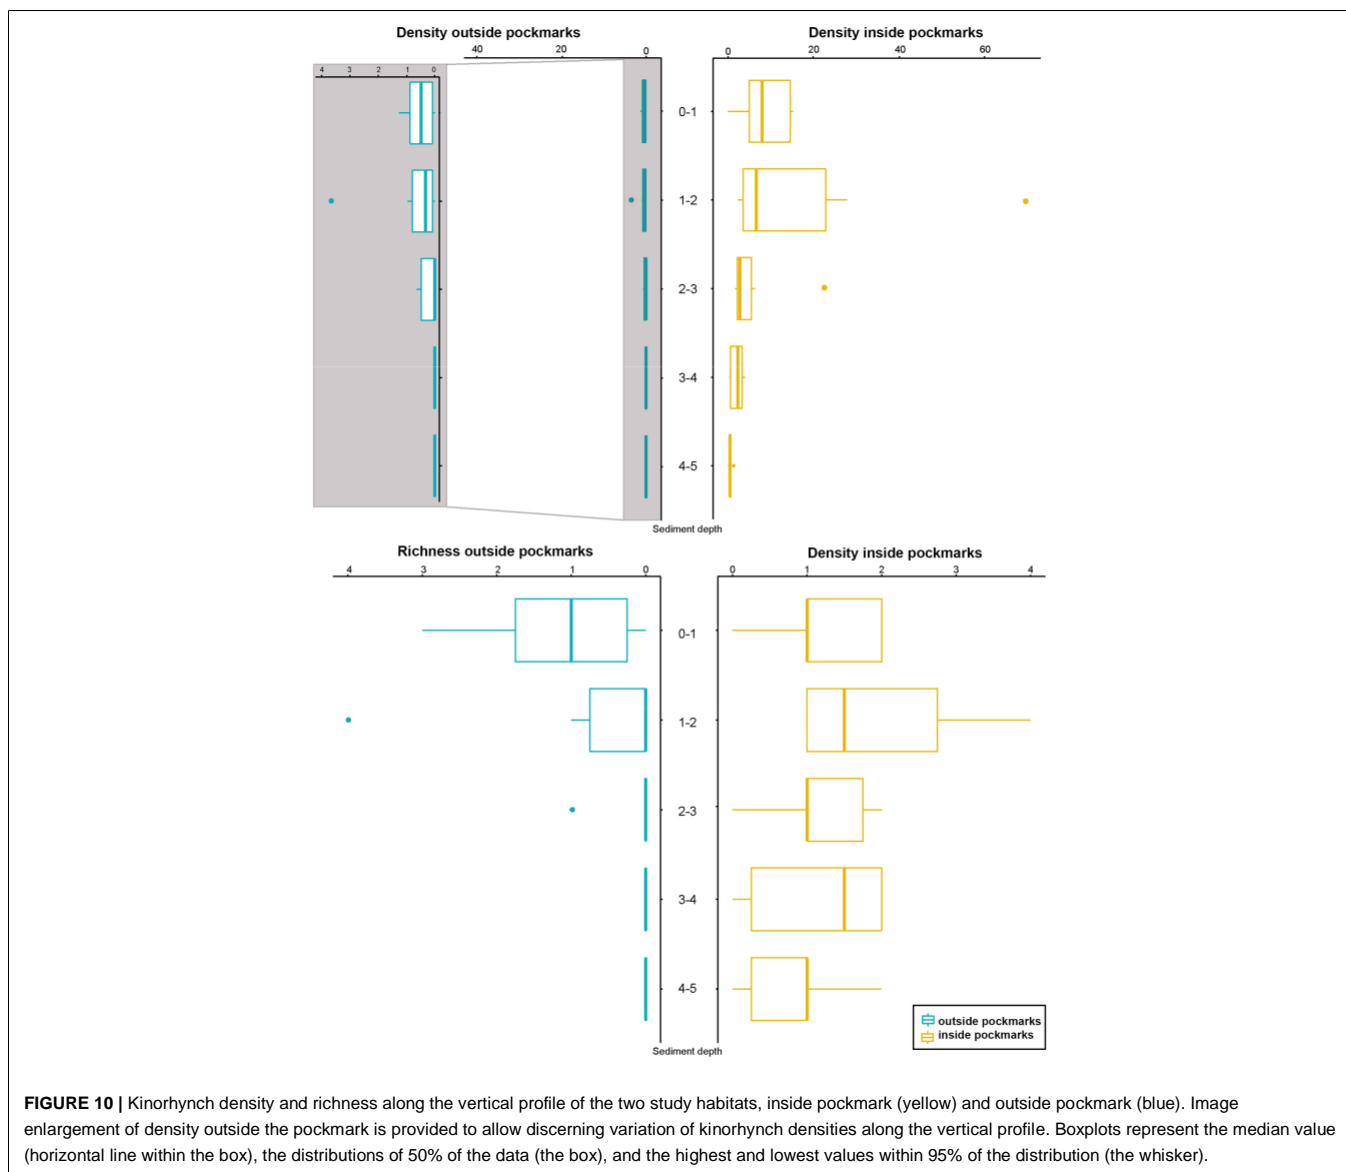 Density outside pockmarks
Density inside pockmarks
40 20 0
0 20 40 60
4 3 2 1 0
0-1
1-2
2-3
3-4
4-5
Sediment depth
Richness outside pockmarks
Density inside pockmarks
4 3 2 1 0
0 1 2 3 4
0-1
1-2
2-3
3-4
4-5
outside pockmarks
inside pockmarks
Sediment depth
FIGURE 10 | Kinorhynch density and richness along the vertical profile of the two study habitats, inside pockmark (yellow) and outside pockmark (blue). Image
enlargement of density outside the pockmark is provided to allow discerning variation of kinorhynch densities along the vertical profile. Boxplots represent the median value
(horizontal line within the box), the distributions of 50% of the data (the box), and the highest and lowest values within 95% of the distribution (the whisker).